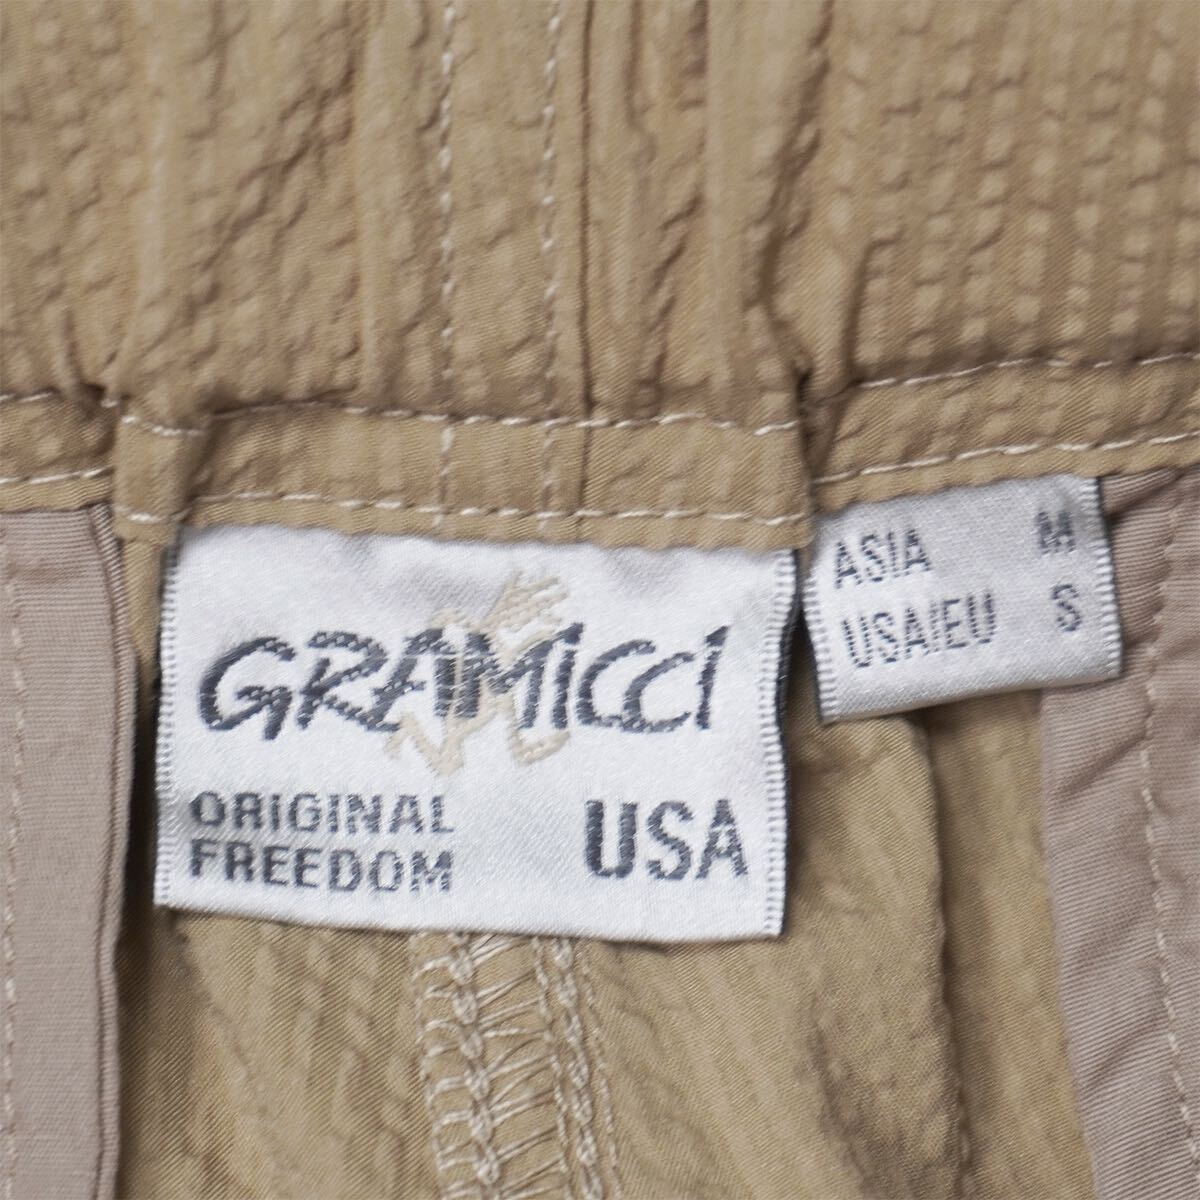 GRAMICCI
ORIGINAL
FREEDOM
USA
ASIA M
USA/EU S